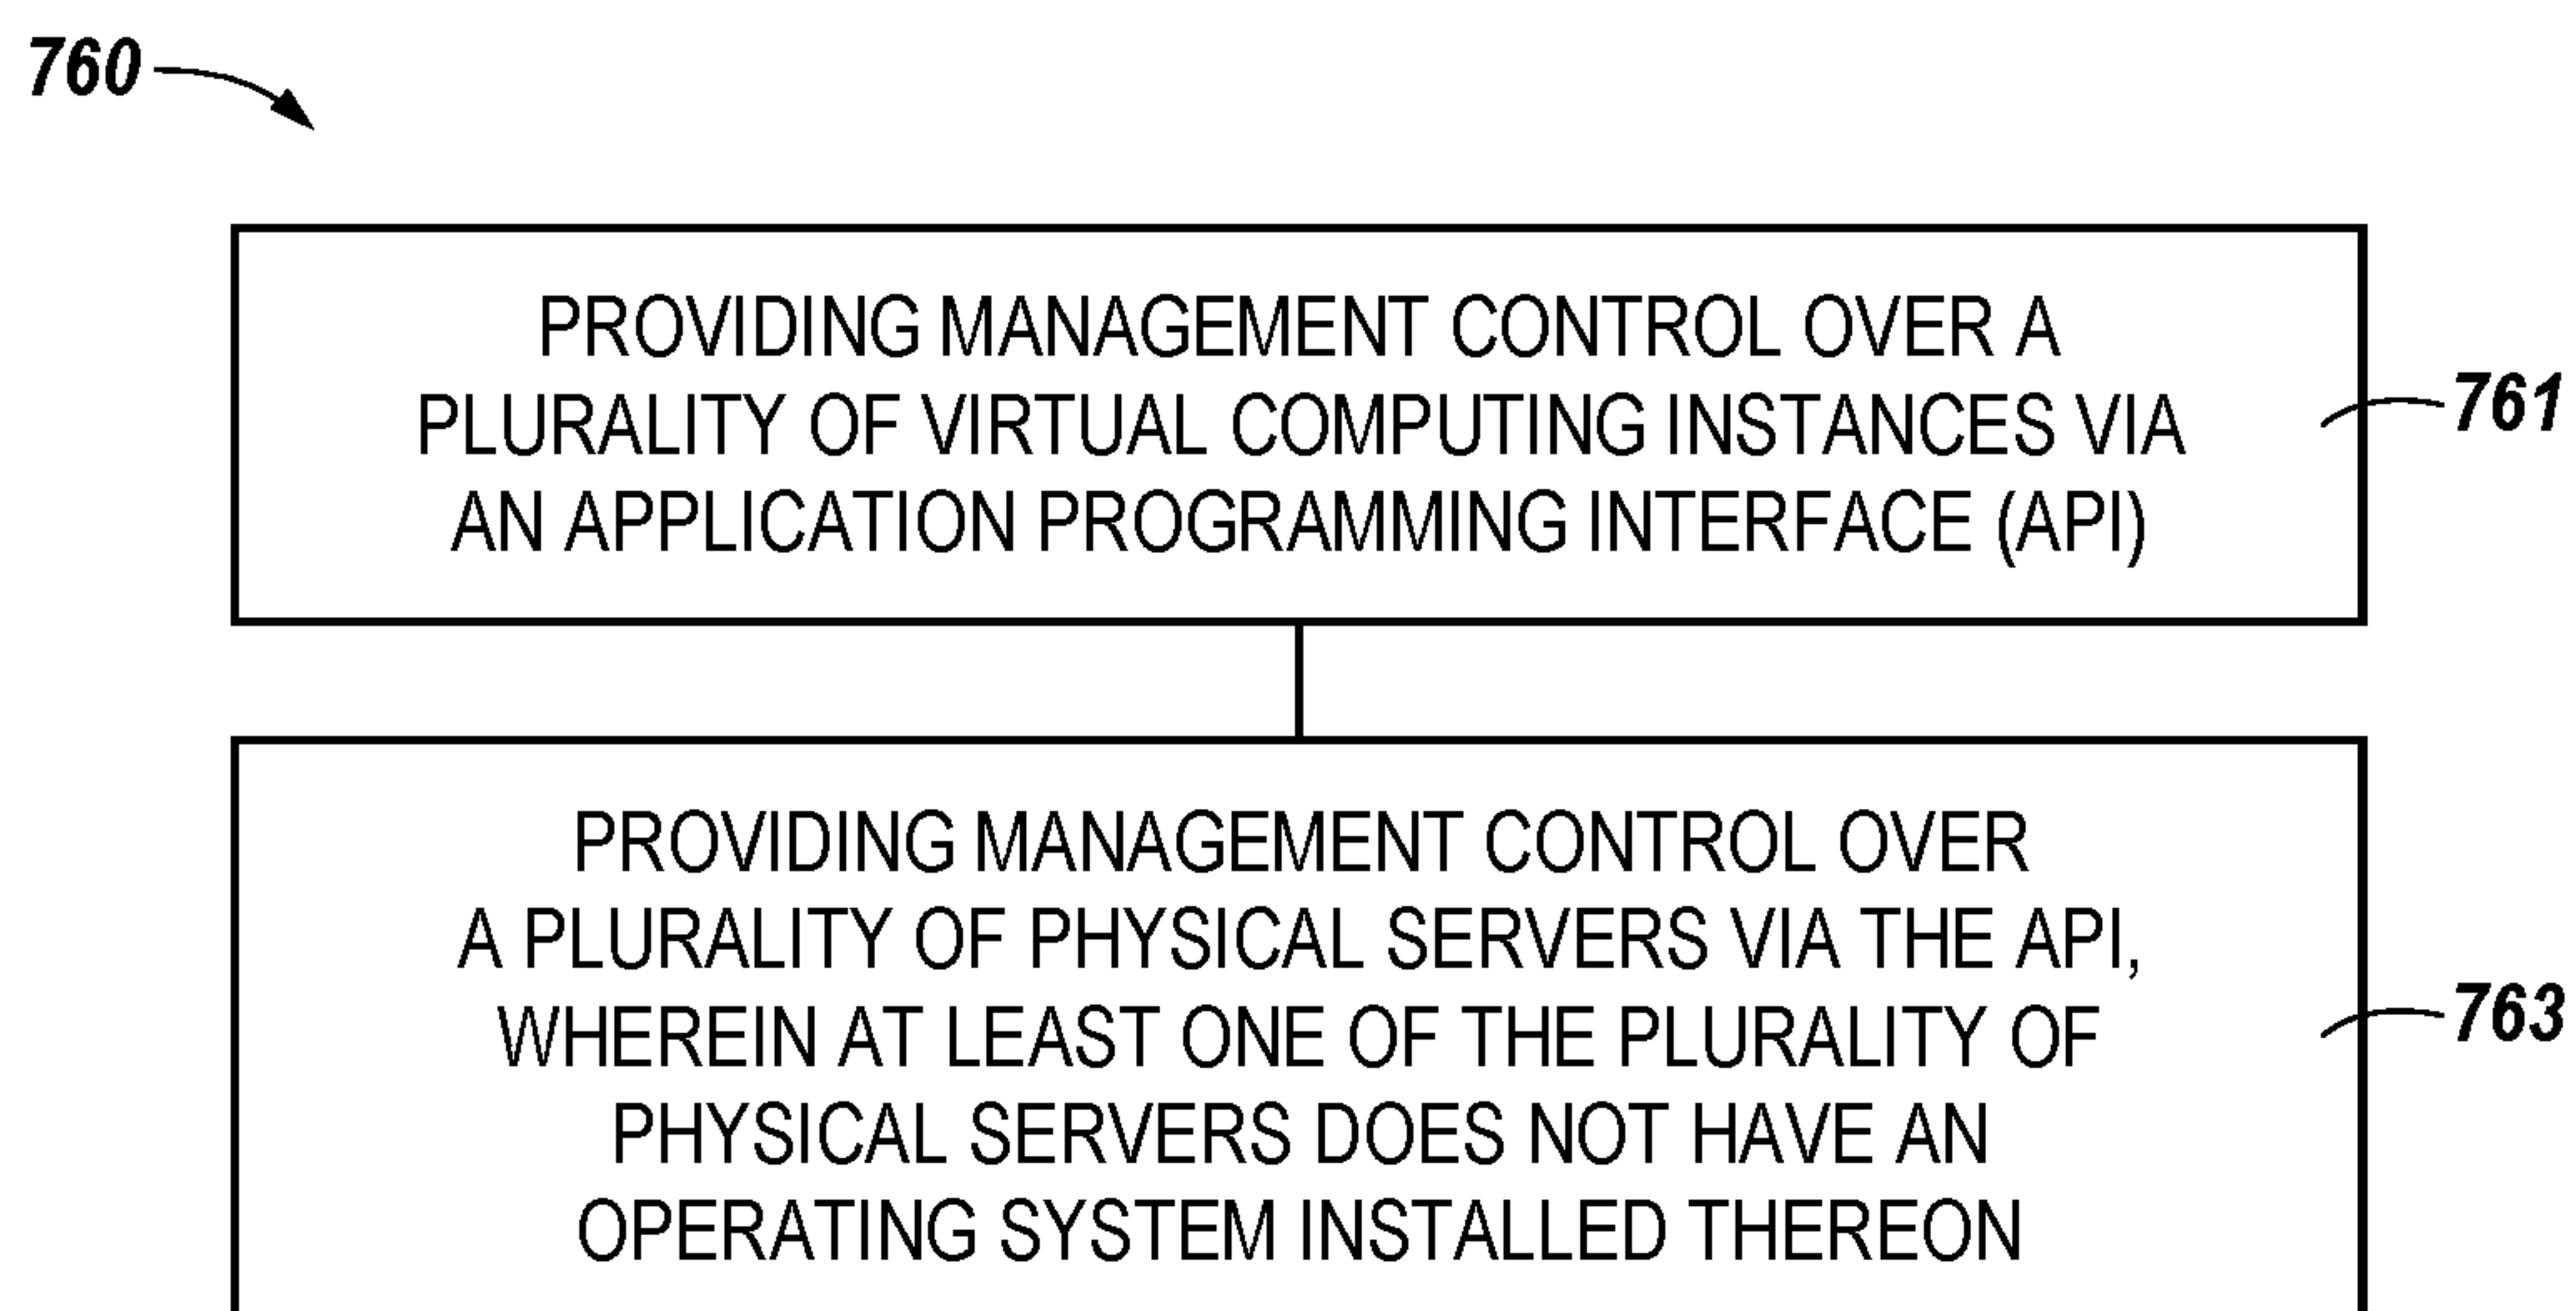 760
PROVIDING MANAGEMENT CONTROL OVER A
PLURALITY OF VIRTUAL COMPUTING INSTANCES VIA
AN APPLICATION PROGRAMMING INTERFACE (API)
761
PROVIDING MANAGEMENT CONTROL OVER
A PLURALITY OF PHYSICAL SERVERS VIA THE API,
WHEREIN AT LEAST ONE OF THE PLURALITY OF
PHYSICAL SERVERS DOES NOT HAVE AN
OPERATING SYSTEM INSTALLED THEREON
763